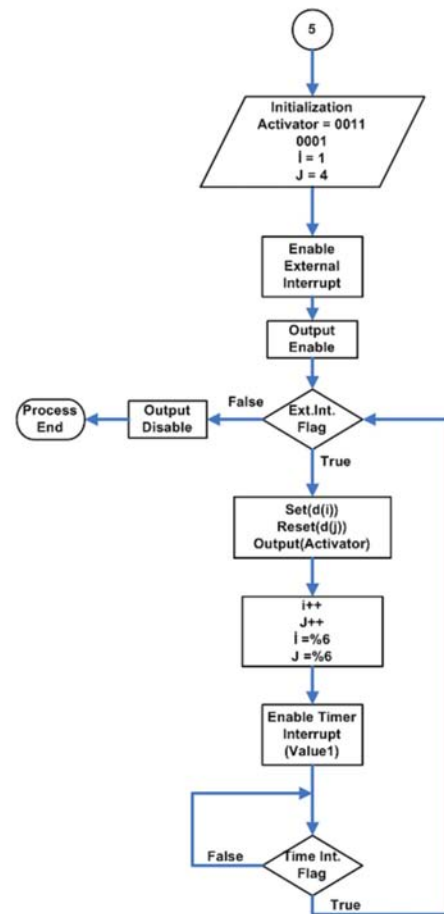 5
Initialization
Activator = 0011
0001
İ = 1
J = 4
Enable
External
Interrupt
Output
Enable
Ext.Int.
Flag
False
Output
Disable
Process
End
True
Set(d(i))
Reset(d(j))
Output(Activator)
i++
J++
İ =%6
J =%6
Enable Timer
Interrupt
(Value1)
Time Int.
Flag
False
True